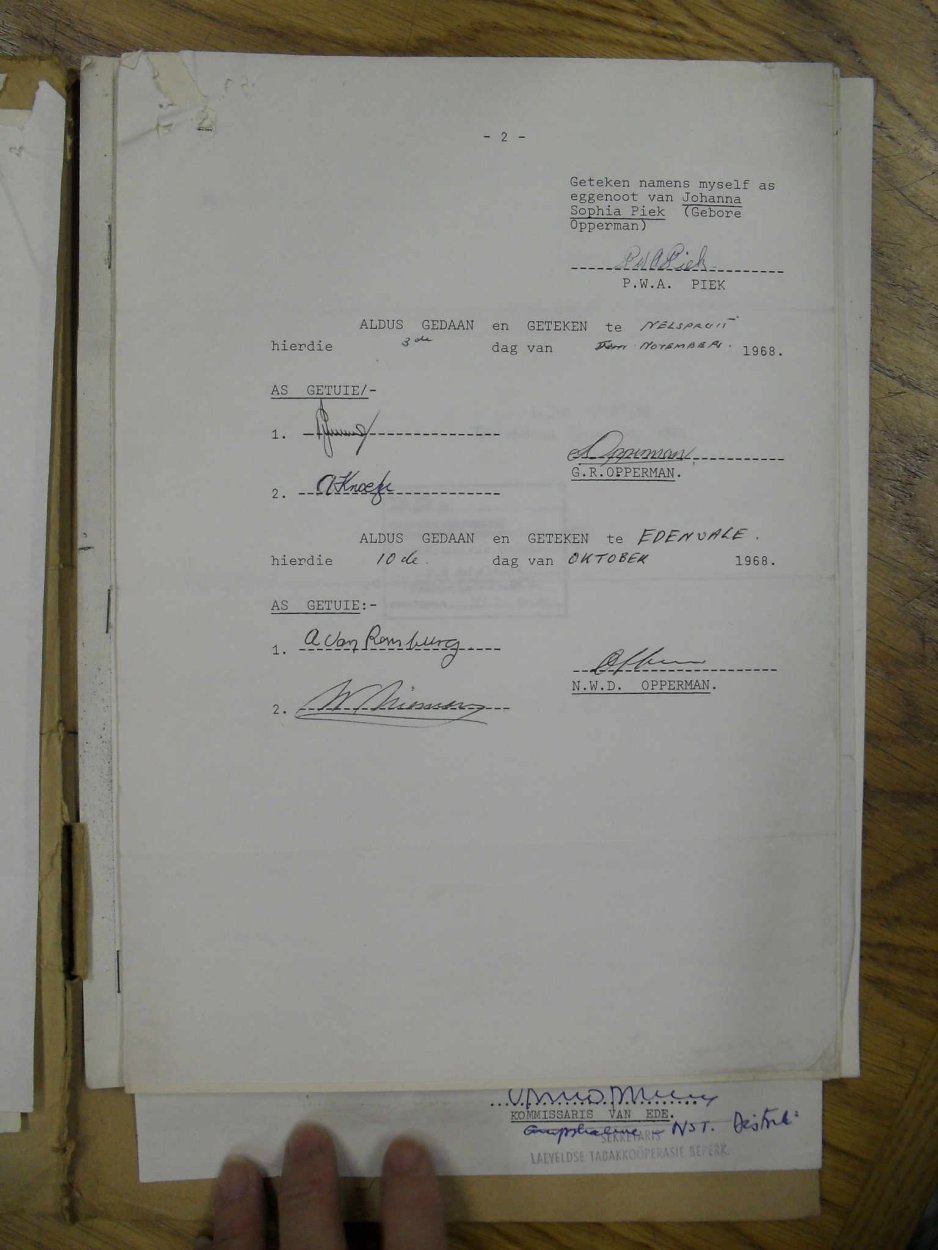 - 2 -
Geteken namens myself as
eggenoot van Johanna
Sophia Piek (Gebore
Opperman)
P.W.A. Piek
P.W.A. PIEK
ALDUS GEDAAN en GETEKEN te NELSPRUIT
hierdie 3de dag van NOVEMBER. 1968.
AS GETUIE/-
1.
Opperman
G.R.OPPERMAN.
2. A Knoetze
ALDUS GEDAAN en GETEKEN te EDENVALE.
hierdie 10de. dag van OKTOBER 1968.
AS GETUIE:-
1. A van Rensburg
N.W.D. OPPERMAN.
2.
KOMMISSARIS VAN EDE.
NST. Distrik
SEKRETARIS
LAEVELDSE TABAKKOÖPERASIE BEPERK.